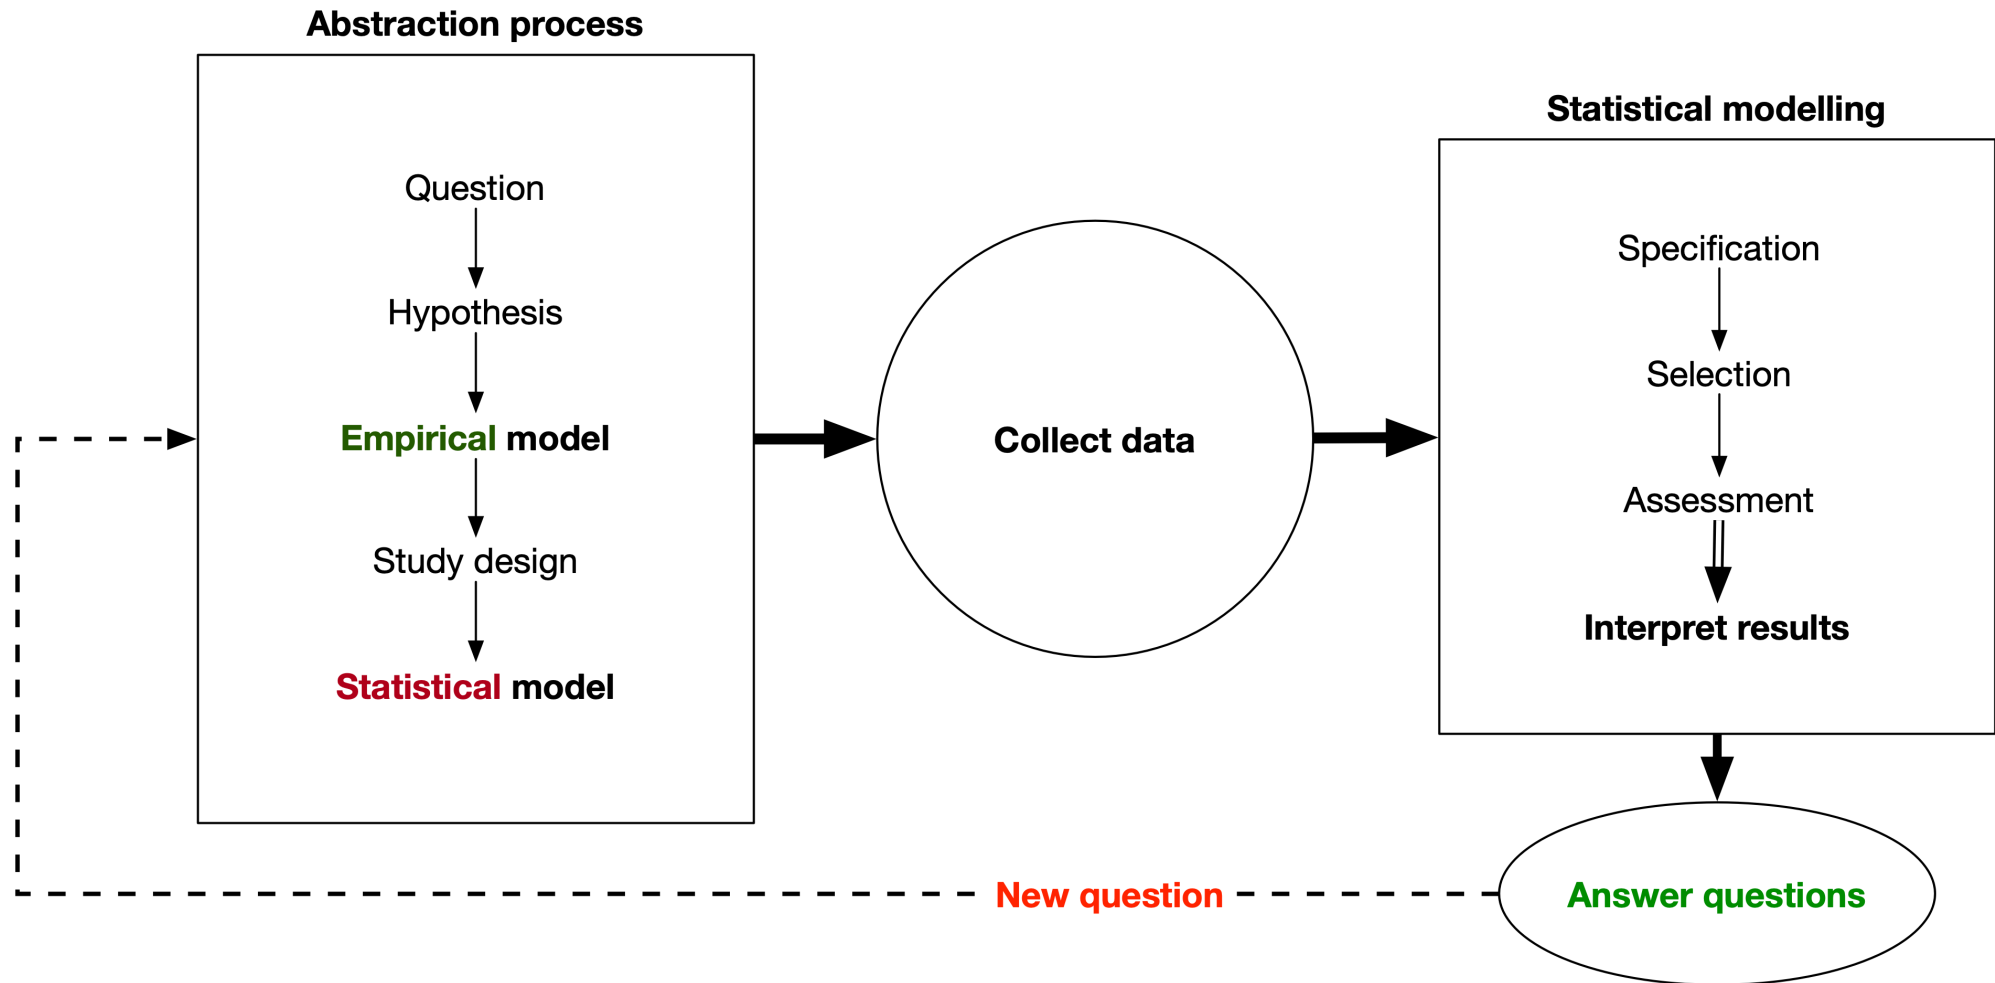 Abstraction process
Question
Hypothesis
Empirical model
Study design
Statistical model
Collect data
Statistical modelling
Specification
Selection
Assessment
Interpret results
Answer questions
New question